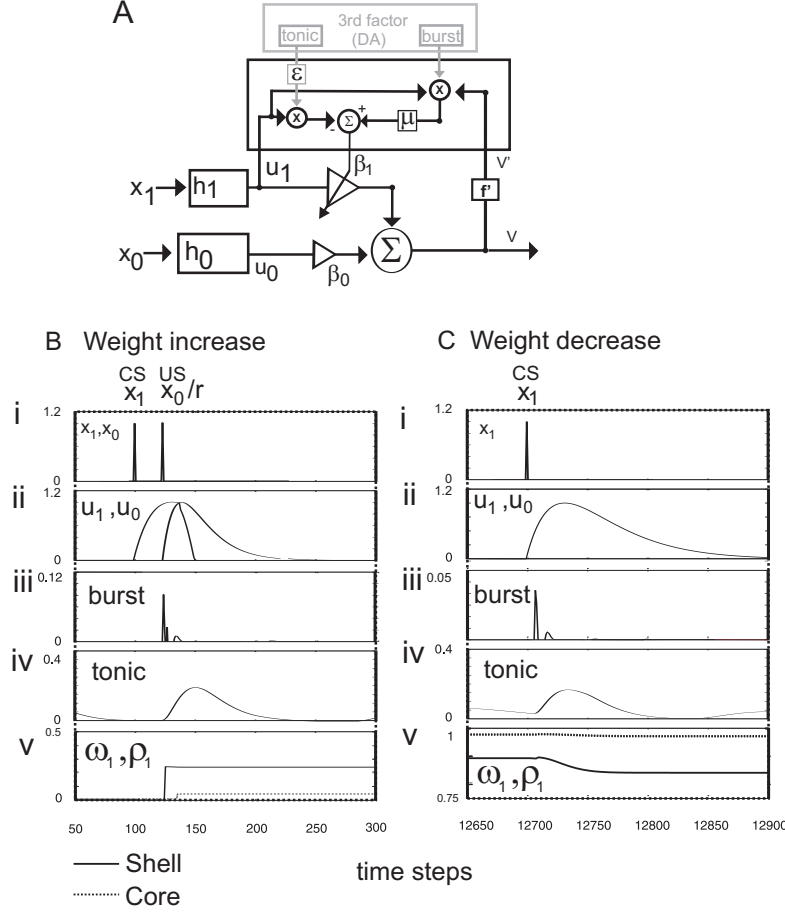 A
3rd factor
(DA)
tonic
burst
ε
x
x
Σ
+
-
μ
V'
f'
x1
h1
u1
β1
x0
h0
u0
β0
Σ
V
B Weight increase
CS US
x1 x0/r
i
1.2
x1,x0
0
ii
1.2
u1,u0
0
iii
0.12
burst
0
iv
0.4
tonic
0
v
0.5
ω1,ρ1
0
50 100 150 200 250 300
C Weight decrease
CS
x1
i
1.2
x1
0
ii
1.2
u1,u0
0
iii
0.05
burst
0
iv
0.4
tonic
0
v
1
ω1,ρ1
0.75
12650 12700 12750 12800 12850 12900
Shell
Core
time steps